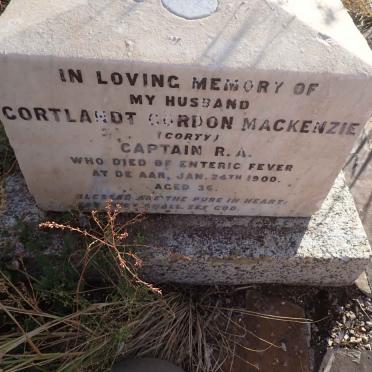 IN LOVING MEMORY OF
MY HUSBAND
CORTLANDT GORDON MACKENZIE
(CORTY)
CAPTAIN R.A.
WHO DIED OF ENTERIC FEVER
AT DE AAR, JAN. 24TH 1900.
AGED 36.
BLESSED ARE THE PURE IN HEART,
THEY SHALL SEE GOD.